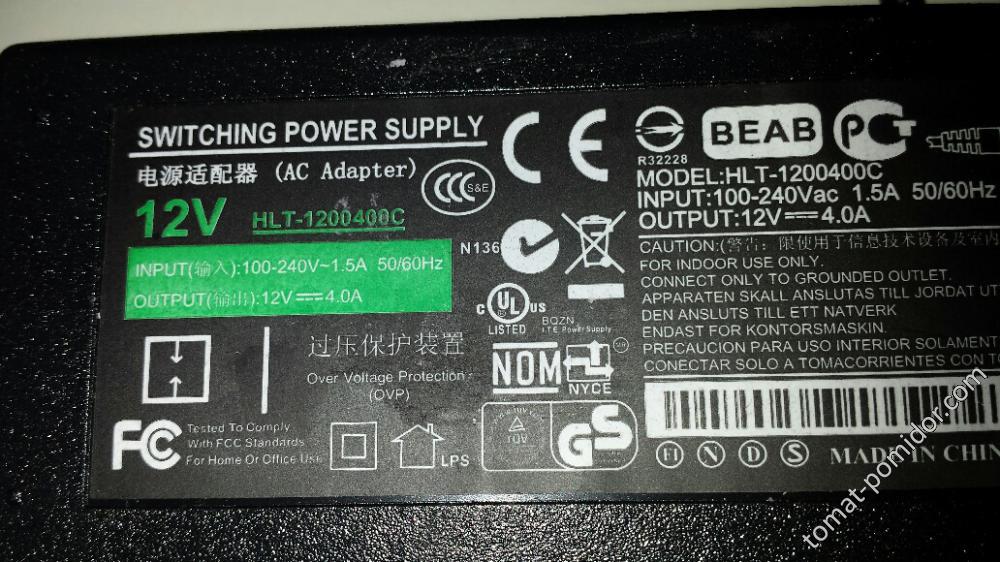 SWITCHING POWER SUPPLY
电源适配器 (AC Adapter)
12V HLT-1200400C
INPUT(输入):100-240V~1.5A 50/60Hz
OUTPUT(输出):12V 4.0A
过压保护装置
Over Voltage Protection
(OVP)
FC
Tested To Comply
With FCC Standards
For Home Or Office Use
LPS
CCC S&E
CE
N136
C UL US
LISTED
BOZN
I.T.E. Power Supply
NOM
NYCE
TUV
GS
R32228
BEAB
PCT
MODEL:HLT-1200400C
INPUT:100-240Vac 1.5A 50/60Hz
OUTPUT:12V 4.0A
CAUTION:(警告: 限使用于信息技术设备及室内
FOR INDOOR USE ONLY.
CONNECT ONLY TO GROUNDED OUTLET.
APPARATEN SKALL ANSLUTAS TILL JORDAT UT
DEN ANSLUTS TILL ETT NATVERK
ENDAST FOR KONTORSMASKIN.
PRECAUCION PARA USO INTERIOR SOLAMENT
CONECTAR SOLO A TOMACORRIENTES CON T
FI N D S
MADE IN CHIN
tomat-pomidor.com